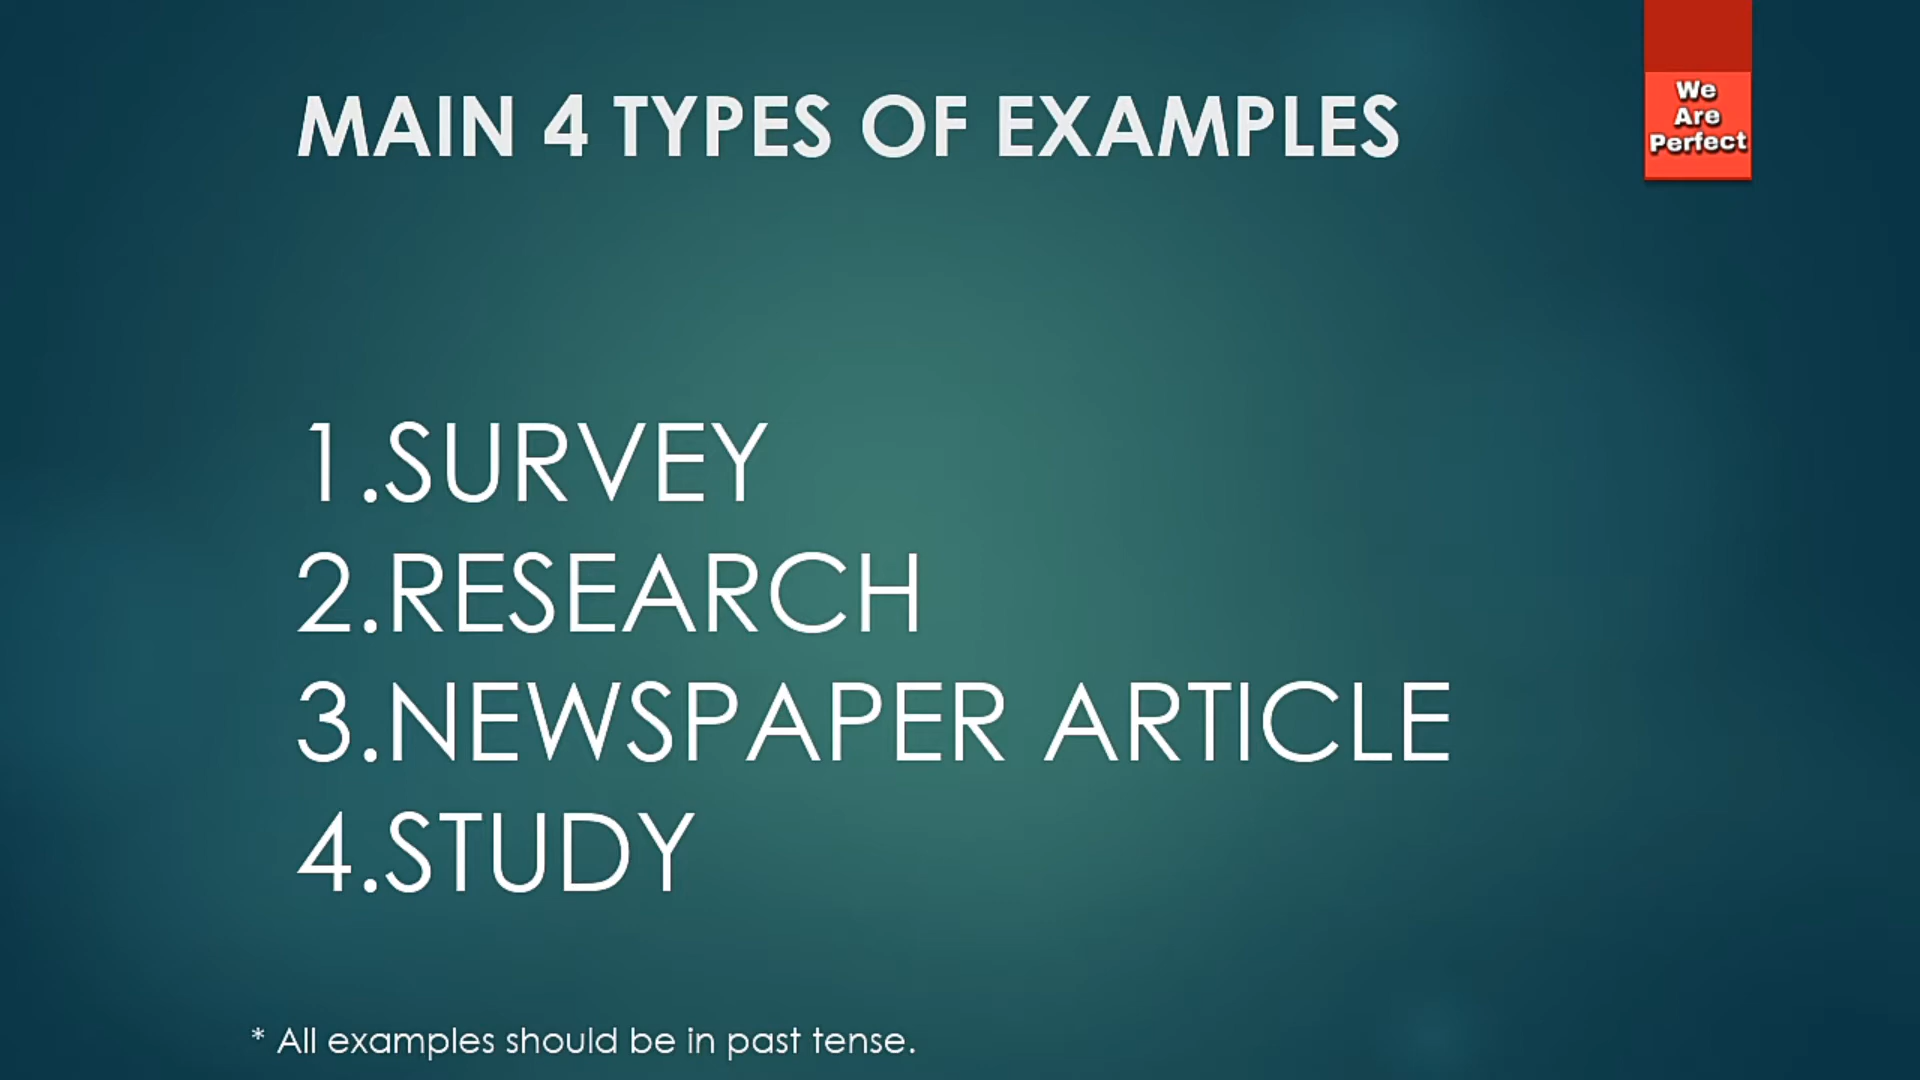 MAIN 4 TYPES OF EXAMPLES
We
Are
Perfect
1.SURVEY
2.RESEARCH
3.NEWSPAPER ARTICLE
4.STUDY
* All examples should be in past tense.